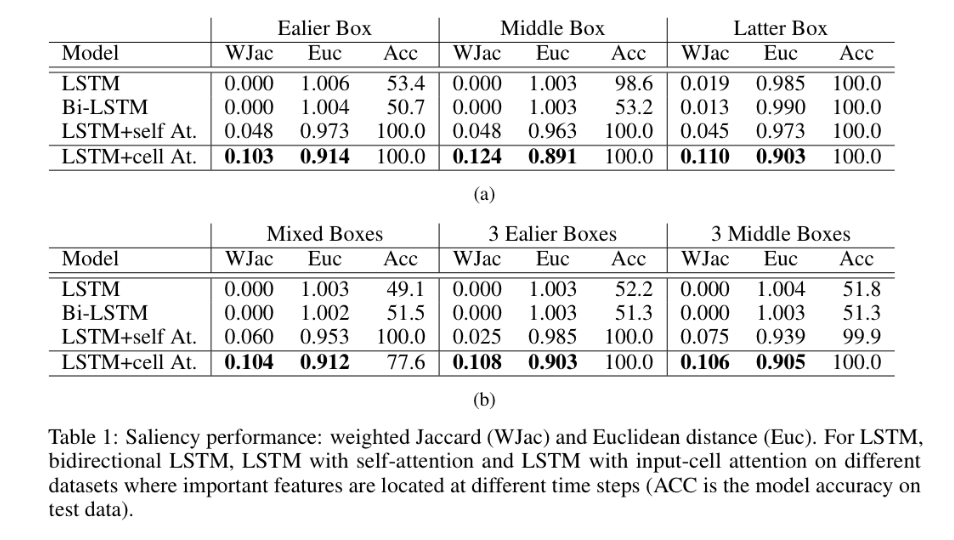 Ealier Box Middle Box Latter Box
Model WJac Euc Acc WJac Euc Acc WJac Euc Acc
LSTM 0.000 1.006 53.4 0.000 1.003 98.6 0.019 0.985 100.0
Bi-LSTM 0.000 1.004 50.7 0.000 1.003 53.2 0.013 0.990 100.0
LSTM+self At. 0.048 0.973 100.0 0.048 0.963 100.0 0.045 0.973 100.0
LSTM+cell At. 0.103 0.914 100.0 0.124 0.891 100.0 0.110 0.903 100.0
(a)
Mixed Boxes 3 Ealier Boxes 3 Middle Boxes
Model WJac Euc Acc WJac Euc Acc WJac Euc Acc
LSTM 0.000 1.003 49.1 0.000 1.003 52.2 0.000 1.004 51.8
Bi-LSTM 0.000 1.002 51.5 0.000 1.003 51.3 0.000 1.003 51.3
LSTM+self At. 0.060 0.953 100.0 0.025 0.985 100.0 0.075 0.939 99.9
LSTM+cell At. 0.104 0.912 77.6 0.108 0.903 100.0 0.106 0.905 100.0
(b)
Table 1: Saliency performance: weighted Jaccard (WJac) and Euclidean distance (Euc). For LSTM,
bidirectional LSTM, LSTM with self-attention and LSTM with input-cell attention on different
datasets where important features are located at different time steps (ACC is the model accuracy on
test data).